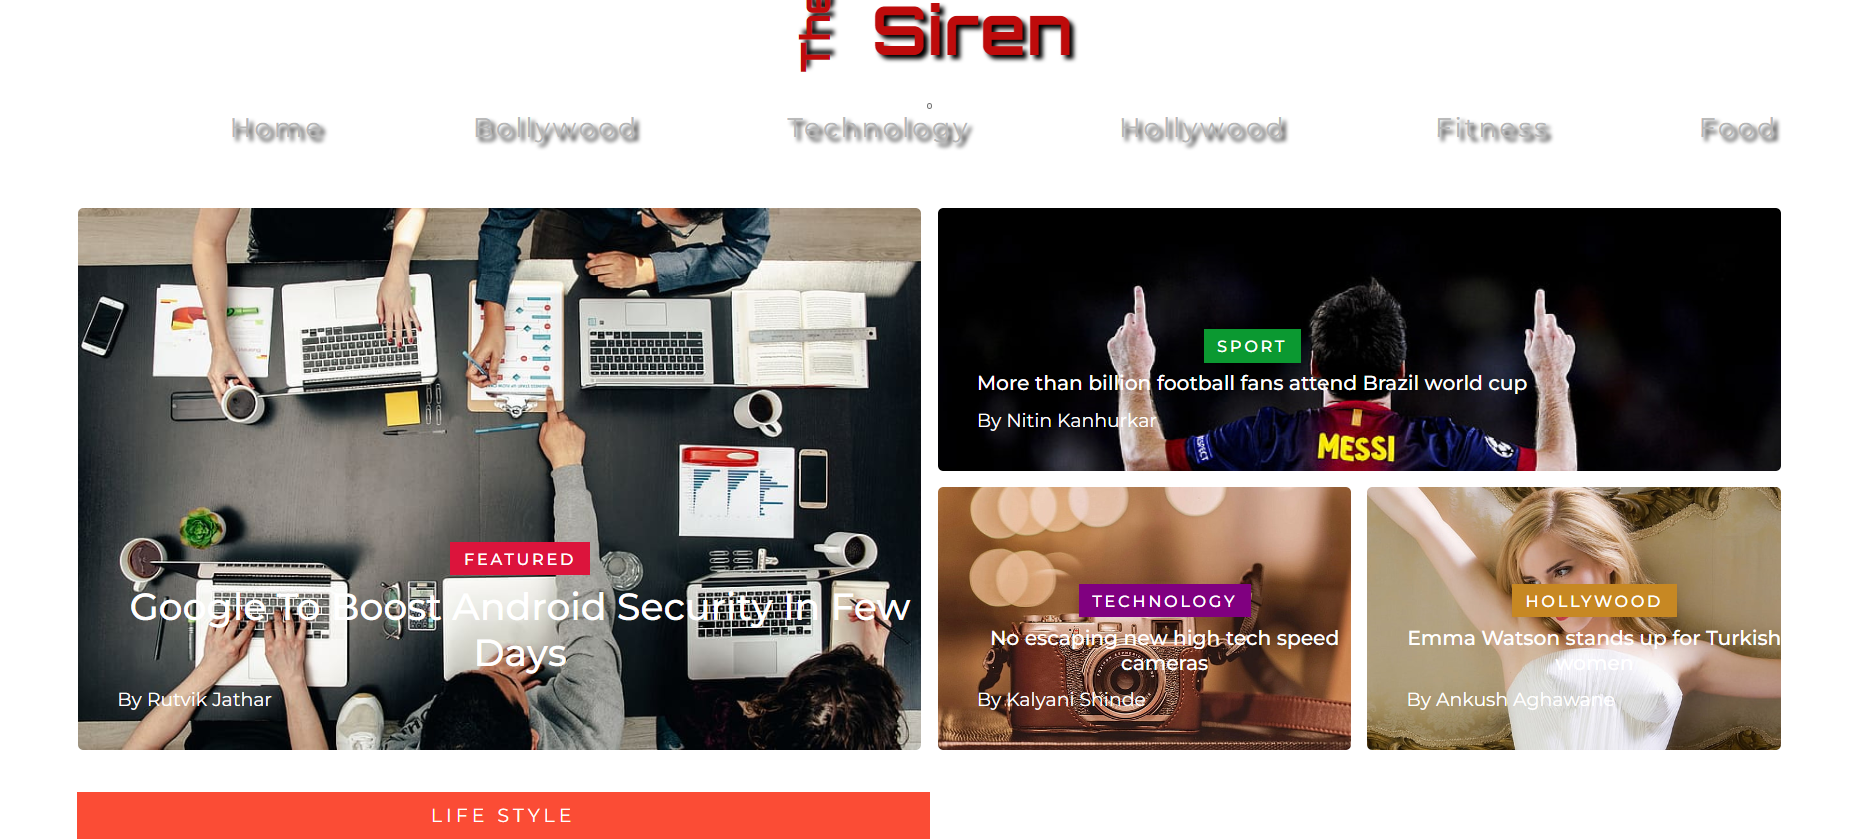 The
Siren
Home
Bollywood
Technology
Hollywood
Fitness
Food
FEATURED
Google To Boost Android Security In Few
Days
By Rutvik Jathar
SPORT
More than billion football fans attend Brazil world cup
By Nitin Kanhurkar
MESSI
RESPECT
TECHNOLOGY
No escaping new high tech speed
cameras
By Kalyani Shinde
HOLLYWOOD
Emma Watson stands up for Turkish
women
By Ankush Aghawane
LIFE STYLE